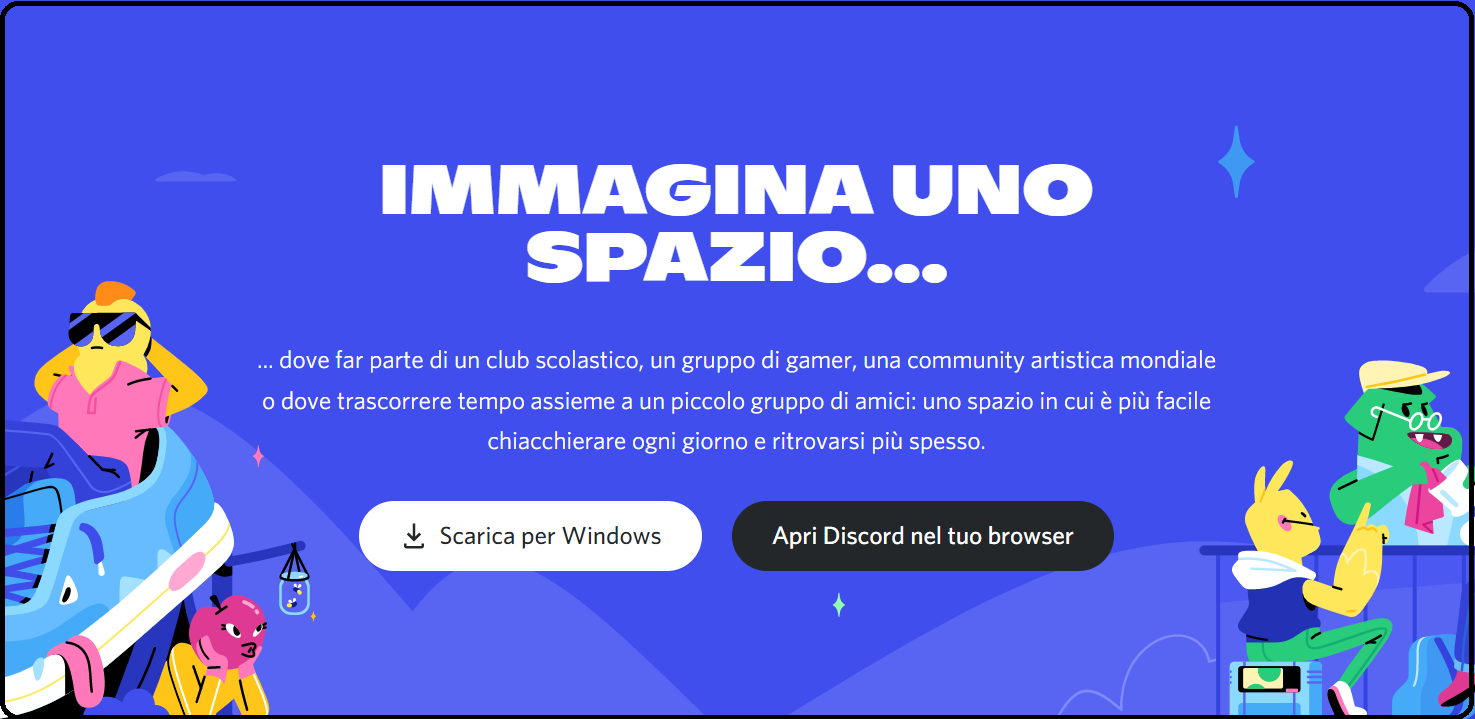 IMMAGINA UNO
SPAZIO...
... dove far parte di un club scolastico, un gruppo di gamer, una community artistica mondiale
o dove trascorrere tempo assieme a un piccolo gruppo di amici: uno spazio in cui è più facile
chiacchierare ogni giorno e ritrovarsi più spesso.
Scarica per Windows
Apri Discord nel tuo browser